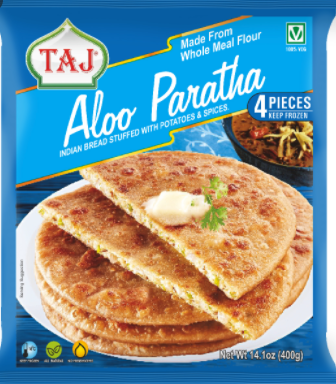 TAJ®
Made From
Whole Meal Flour
100% VEG
Aloo Paratha
INDIAN BREAD STUFFED WITH POTATOES & SPICES.
4 PIECES
KEEP FROZEN
Net Wt 14.1oz (400g)